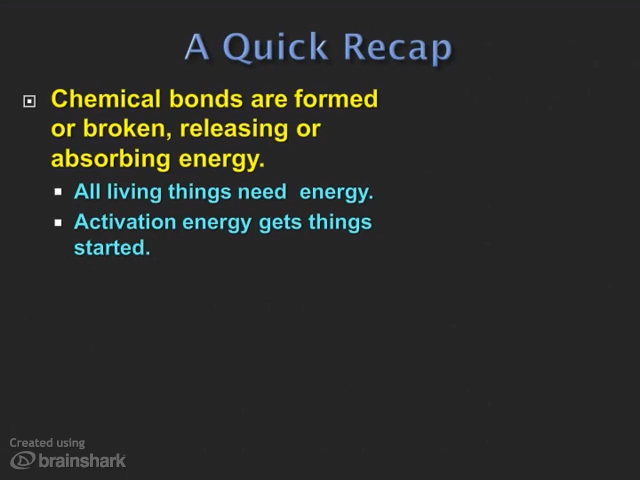 A Quick Recap
Chemical bonds are formed
or broken, releasing or
absorbing energy.
All living things need  energy.
Activation energy gets things
started.
Created using
brainshark